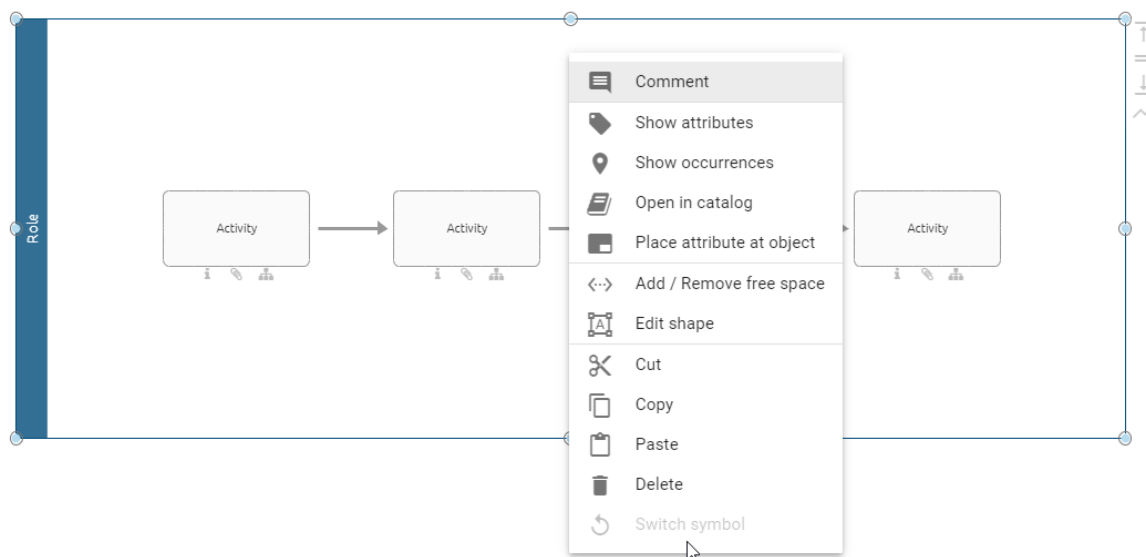 Role
Activity
Activity
Activity
Comment
Show attributes
Show occurrences
Open in catalog
Place attribute at object
Add / Remove free space
Edit shape
Cut
Copy
Paste
Delete
Switch symbol